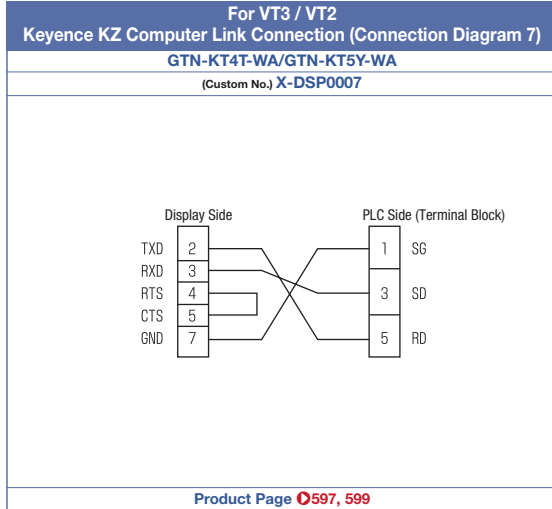 For VT3 / VT2
Keyence KZ Computer Link Connection (Connection Diagram 7)
GTN-KT4T-WA/GTN-KT5Y-WA
(Custom No.) X-DSP0007
Display Side
PLC Side (Terminal Block)
TXD 2
RXD 3
RTS 4
CTS 5
GND 7
1 SG
3 SD
5 RD
Product Page 597, 599